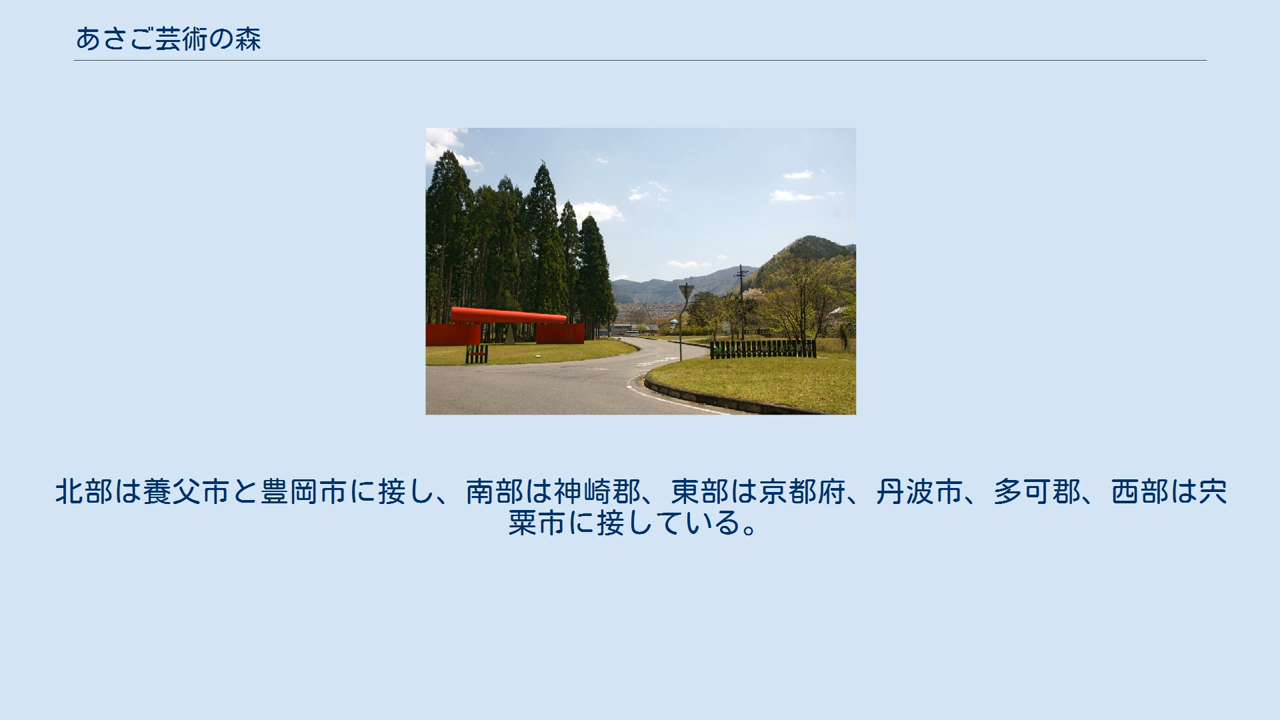 あさご芸術の森
北部は養父市と豊岡市に接し、南部は神崎郡、東部は京都府、丹波市、多可郡、西部は宍
粟市に接している。